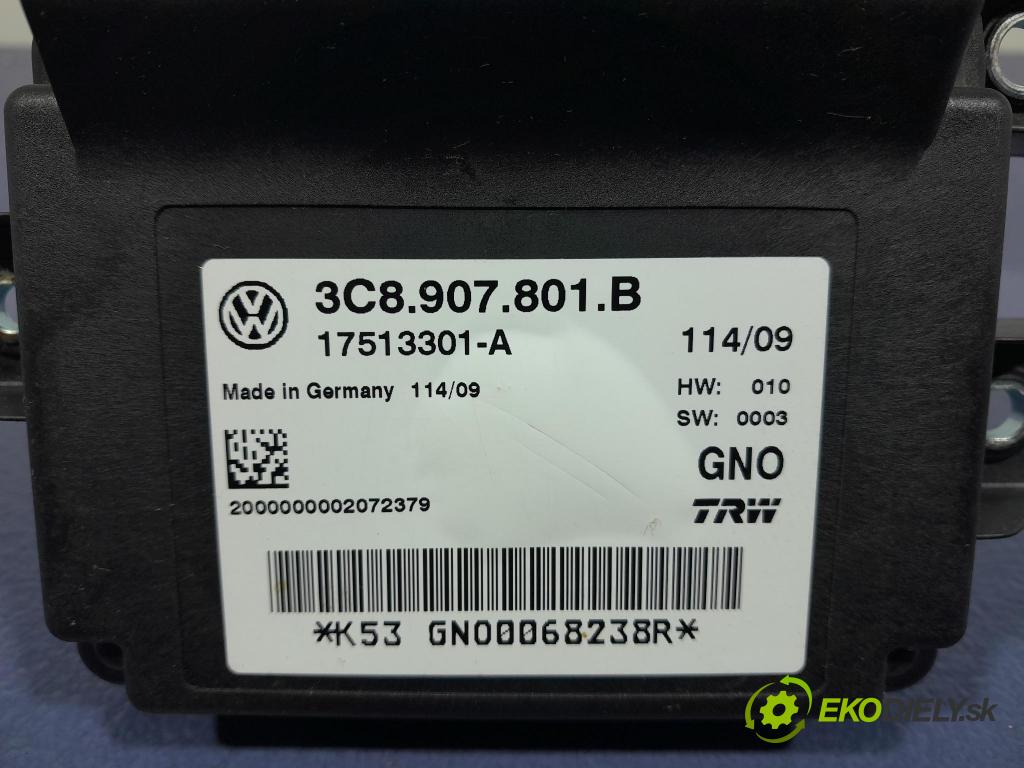 3C8.907.801.B
17513301-A 114/09
Made in Germany 114/09 HW: 010
SW: 0003
GNO
2000000002072379 TRW
*K53 GNO0068238R*
EKODIELY.sk